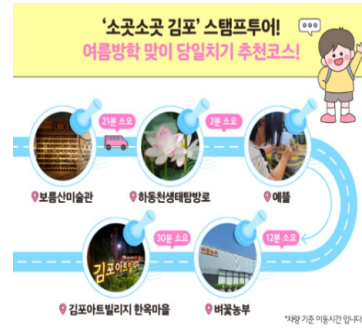 '소곳소곳 김포' 스탬프투어!
여름방학 맞이 당일치기 추천코스!
21분 소요
2분 소요
보름산미술관
하동천생태탐방로
예뜰
30분 소요
12분 소요
김포아트빌리지
김포아트빌리지 한옥마을
벼꽃농부
*차량 기준 이동시간 입니다